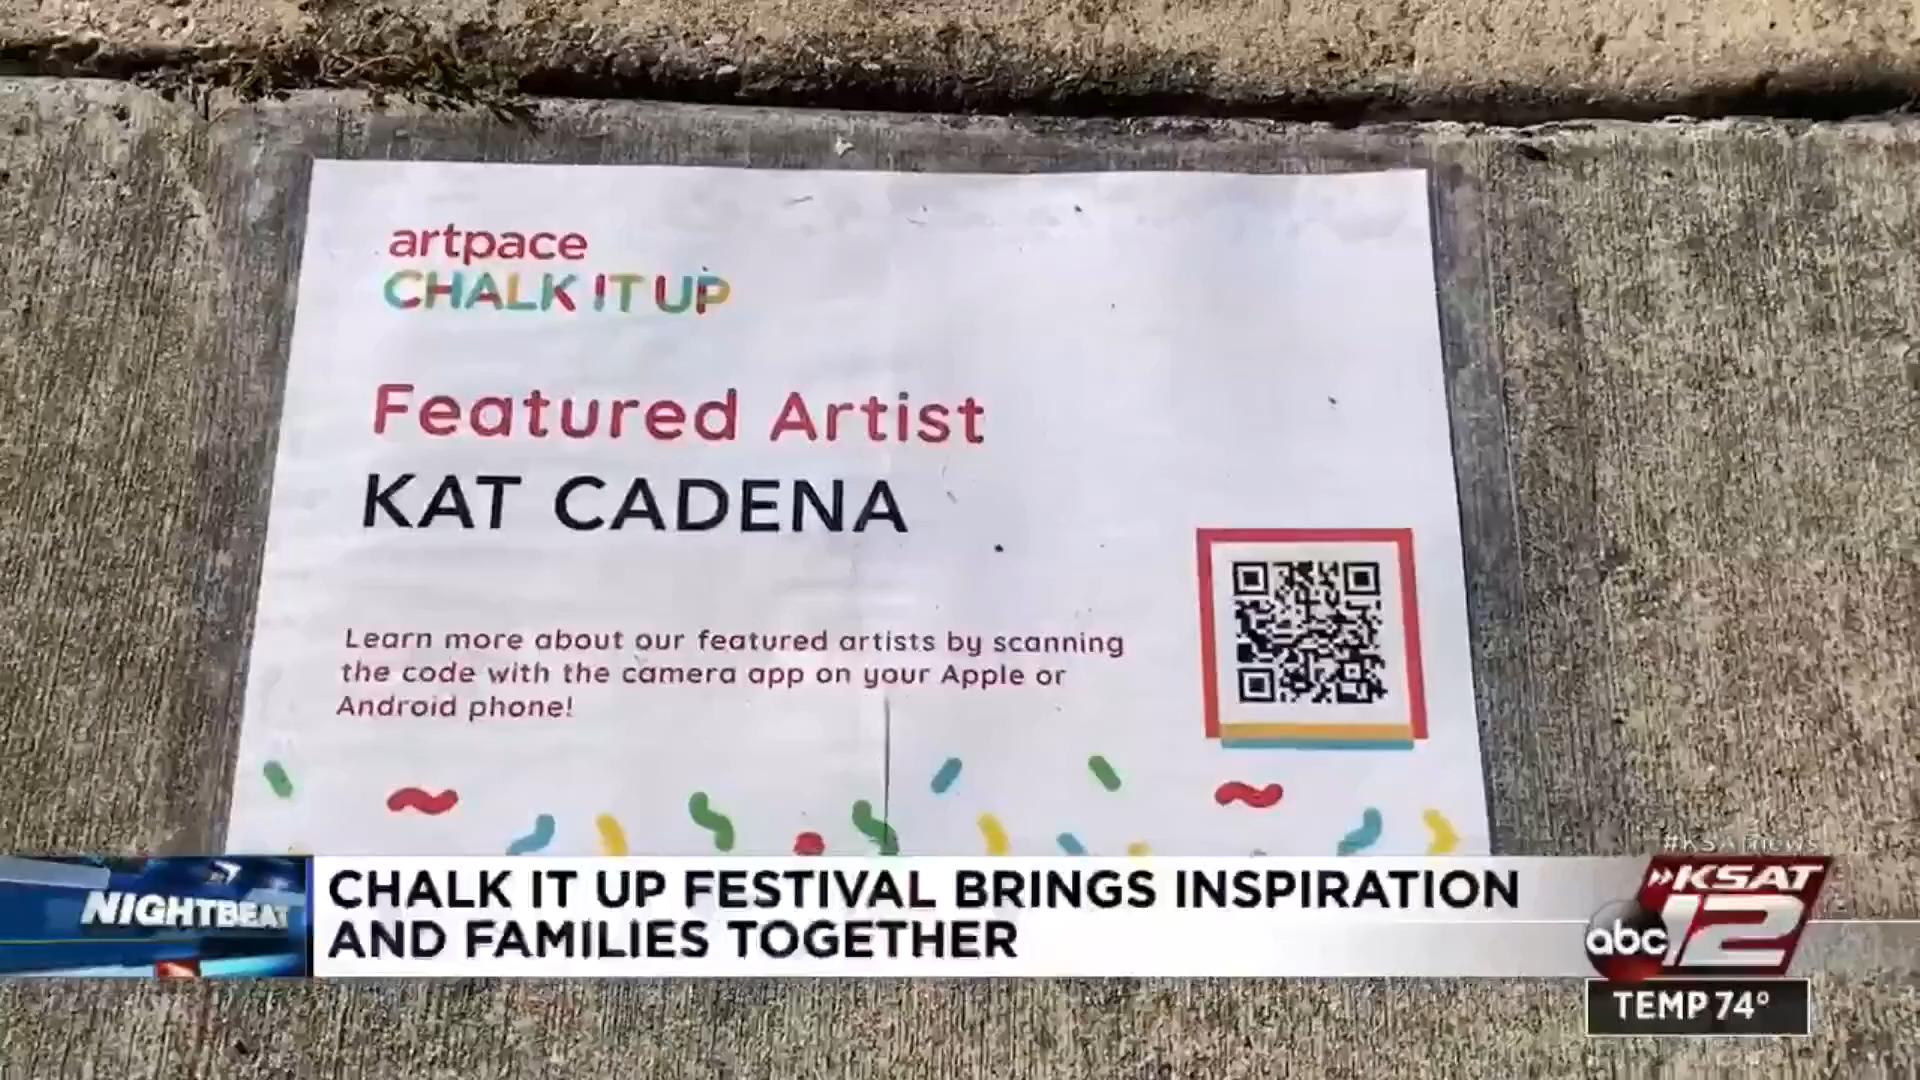 artpace
CHALK IT UP
Featured Artist
KAT CADENA
Learn more about our featured artists by scanning
the code with the camera app on your Apple or
Android phone!
#KSATnews
NIGHTBEAT
CHALK IT UP FESTIVAL BRINGS INSPIRATION
AND FAMILIES TOGETHER
KSAT
abc 12
TEMP 74°